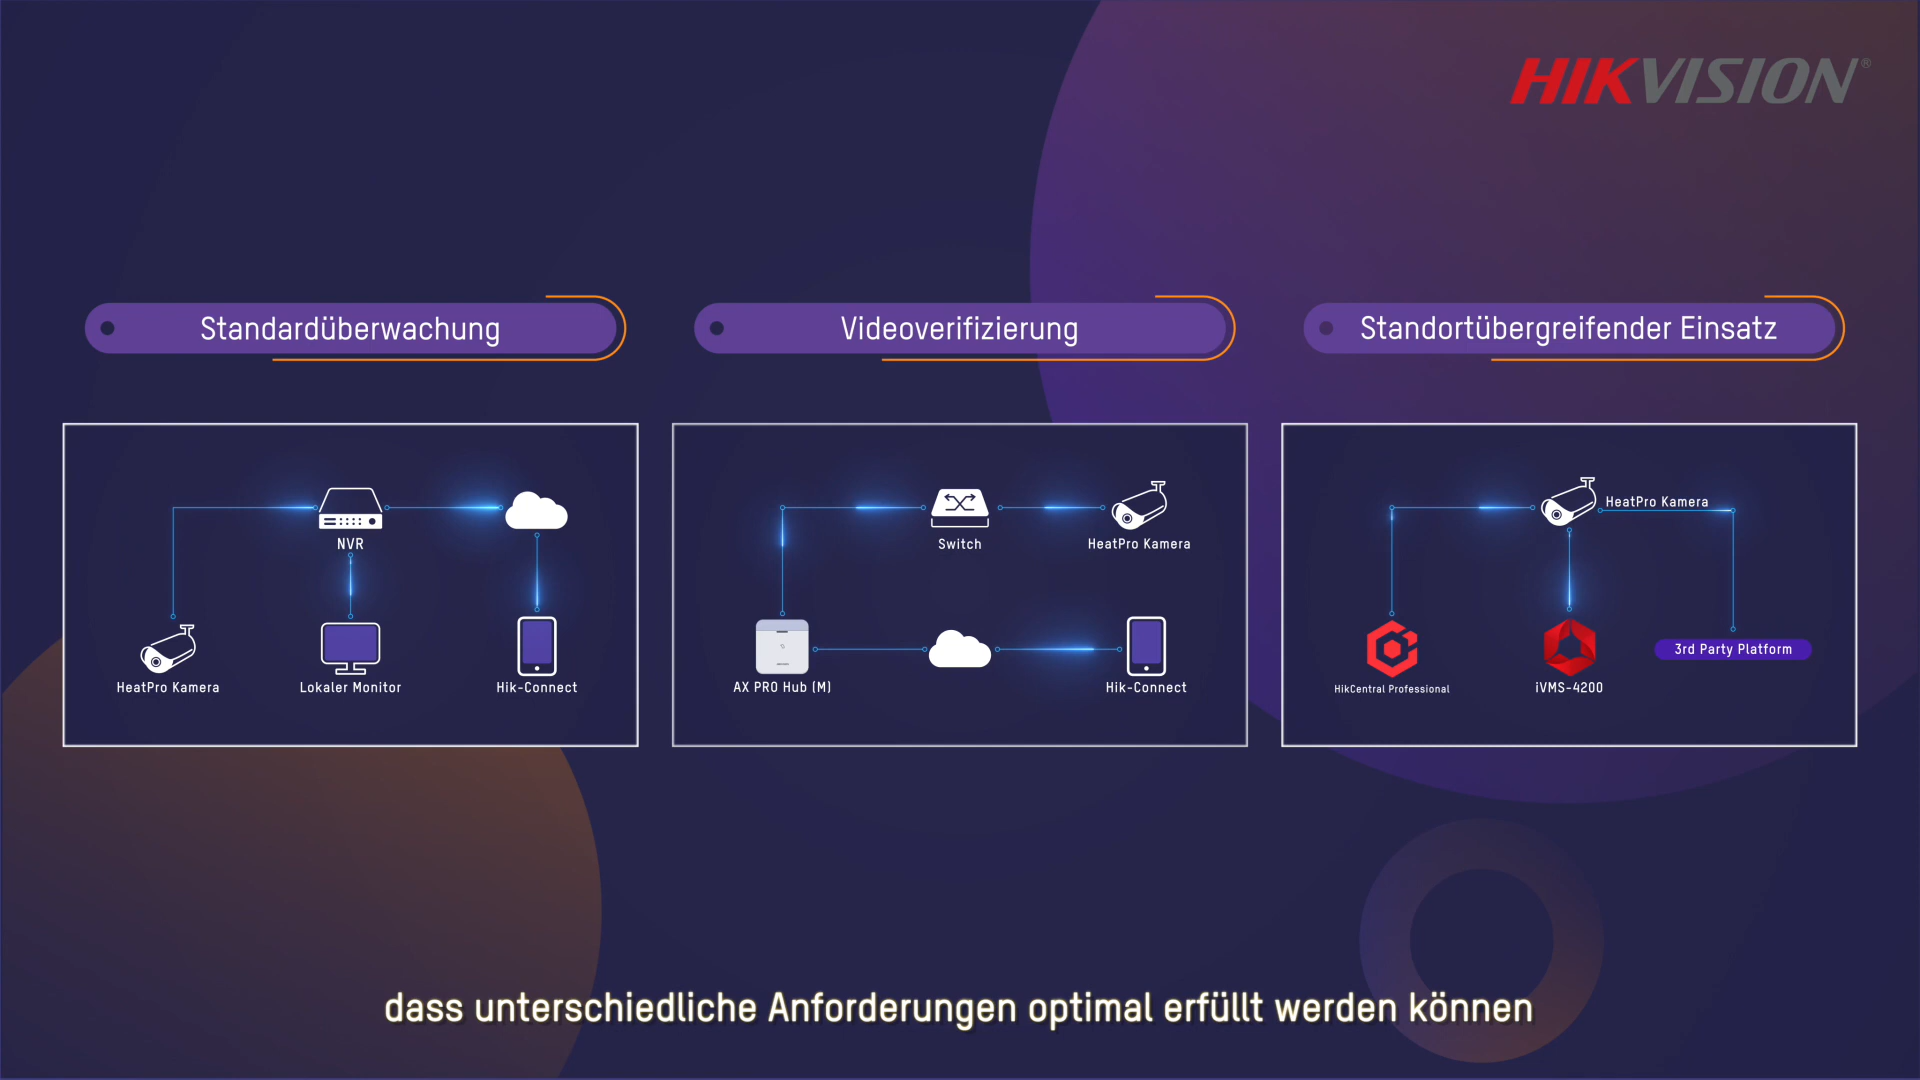 HIKVISION®
Standardüberwachung
Videoverifizierung
Standortübergreifender Einsatz
NVR
HeatPro Kamera
Lokaler Monitor
Hik-Connect
Switch
HeatPro Kamera
AX PRO Hub (M)
Hik-Connect
HeatPro Kamera
HikCentral Professional
iVMS-4200
3rd Party Platform
dass unterschiedliche Anforderungen optimal erfüllt werden können